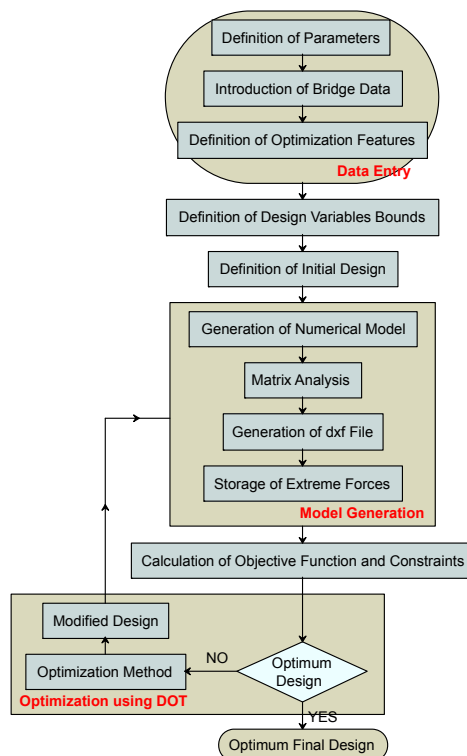 Definition of Parameters
Introduction of Bridge Data
Definition of Optimization Features
Data Entry
Definition of Design Variables Bounds
Definition of Initial Design
Generation of Numerical Model
Matrix Analysis
Generation of dxf File
Storage of Extreme Forces
Model Generation
Calculation of Objective Function and Constraints
Modified Design
Optimization Method
NO
Optimum
Design
Optimization using DOT
YES
Optimum Final Design